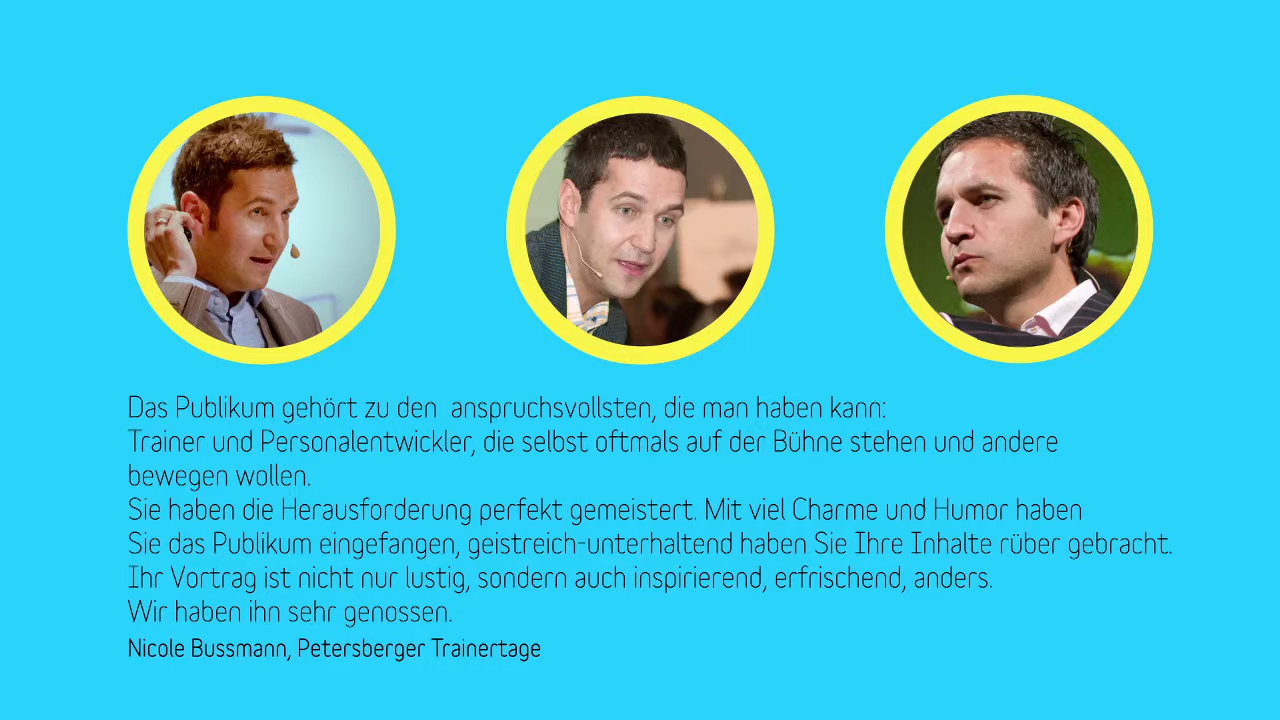 Das Publikum gehört zu den anspruchsvollsten, die man haben kann:
Trainer und Personalentwickler, die selbst oftmals auf der Bühne stehen und andere
bewegen wollen.
Sie haben die Herausforderung perfekt gemeistert. Mit viel Charme und Humor haben
Sie das Publikum eingefangen, geistreich-unterhaltend haben Sie Ihre Inhalte rüber gebracht.
Ihr Vortrag ist nicht nur lustig, sondern auch inspirierend, erfrischend, anders.
Wir haben ihn sehr genossen.
Nicole Bussmann, Petersberger Trainertage